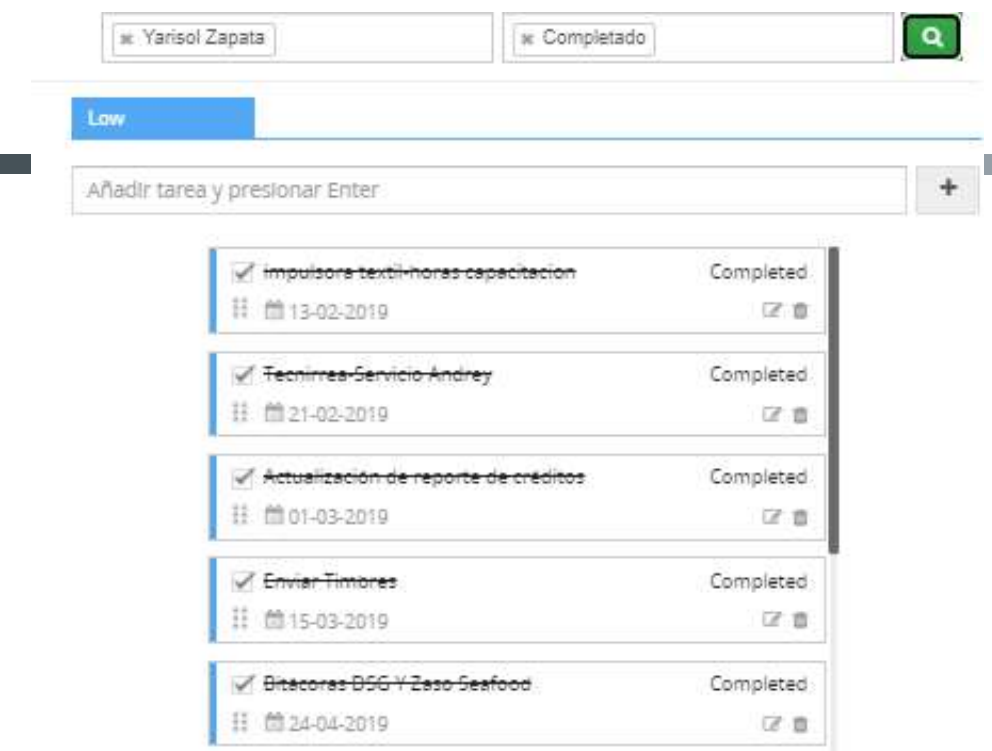 Yarisol Zapata
Completado
Low
Añadir tarea y presionar Enter
impulsora textil-horas capacitacion
Completed
13-02-2019
Tecnirrea-Servicio Andrey
Completed
21-02-2019
Actualización de reporte de créditos
Completed
01-03-2019
Enviar Timbres
Completed
15-03-2019
Bitácoras DSG Y Zaso Seafood
Completed
24-04-2019